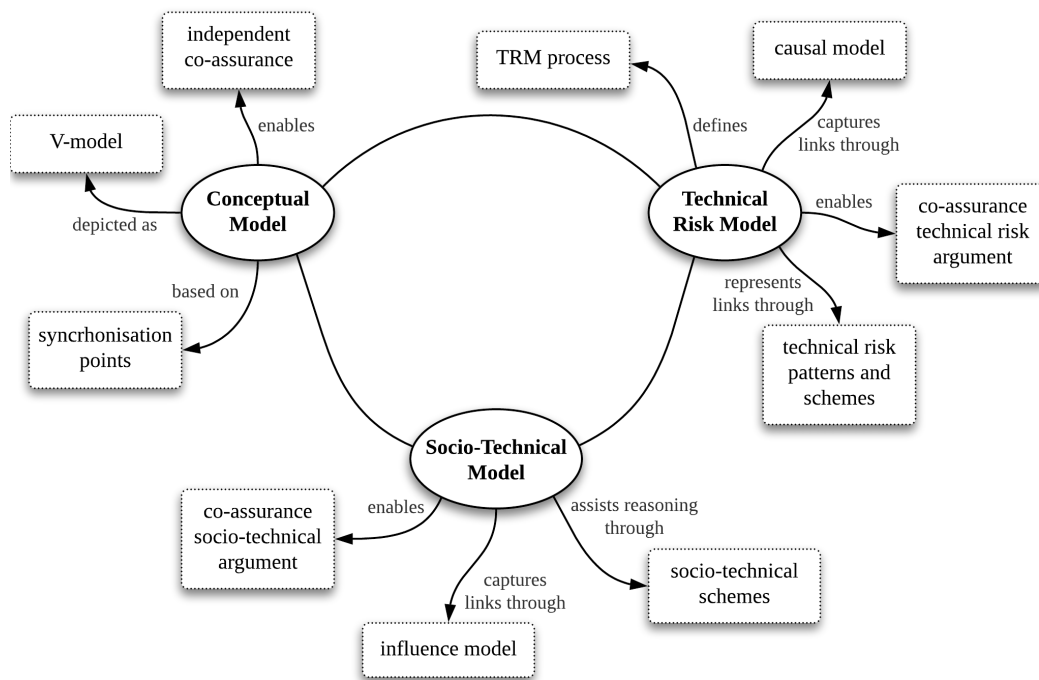 independent
co-assurance
TRM process
causal model
V-model
enables
defines
captures
links through
Conceptual
Model
Technical
Risk Model
depicted as
enables
co-assurance
technical risk
argument
based on
represents
links through
syncrhonisation
points
technical risk
patterns and
schemes
Socio-Technical
Model
enables
assists reasoning
through
co-assurance
socio-technical
argument
captures
links through
socio-technical
schemes
influence model